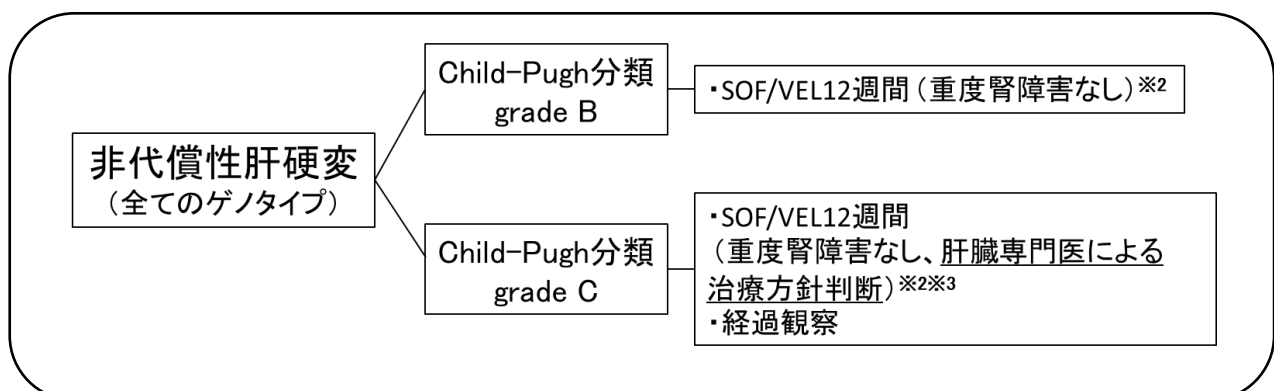 非代償性肝硬変
（全てのゲノタイプ）
Child-Pugh分類
grade B
・SOF/VEL12週間（重度腎障害なし）※2
Child-Pugh分類
grade C
・SOF/VEL12週間
（重度腎障害なし、肝臓専門医による
治療方針判断）※2※3
・経過観察